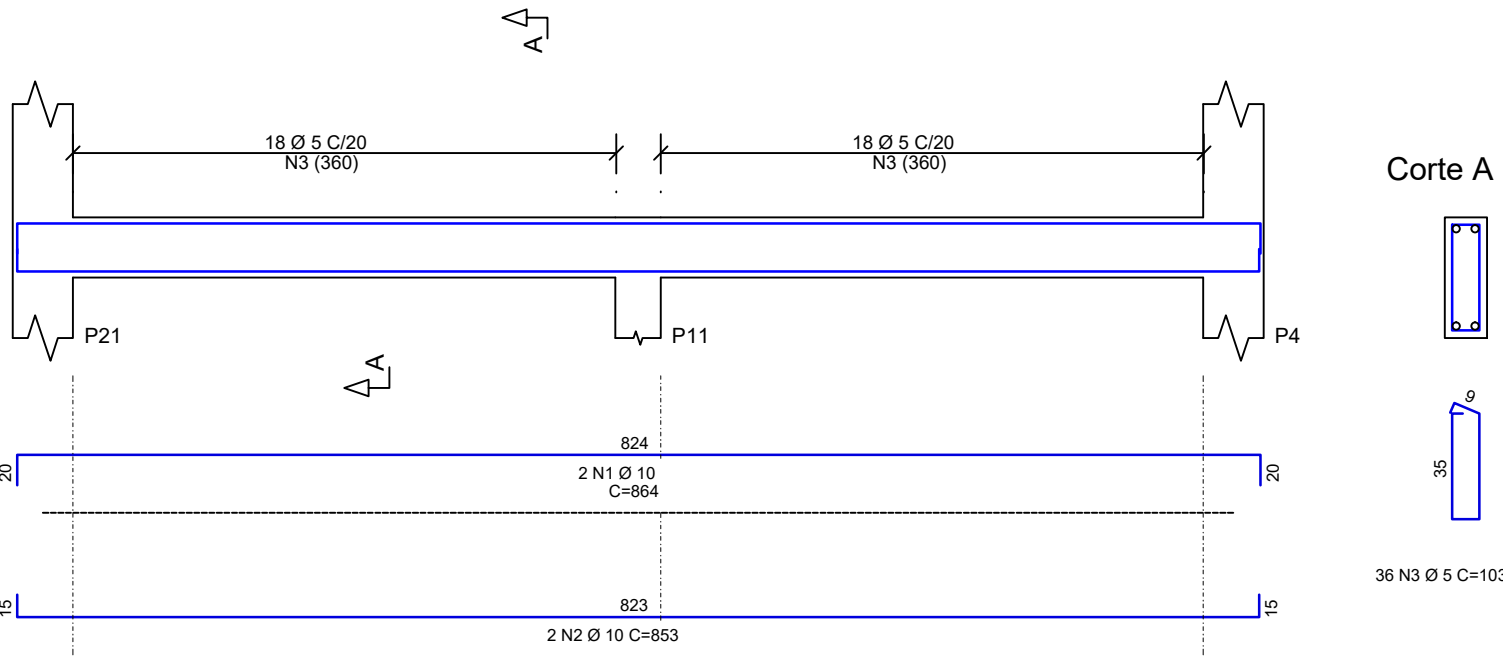 A
18 Ø 5 C/20
N3 (360)
18 Ø 5 C/20
N3 (360)
Corte A
P21
P11
P4
A
9
35
824
20
20
2 N1 Ø 10
C=864
36 N3 Ø 5 C=103
15
823
15
2 N2 Ø 10 C=853